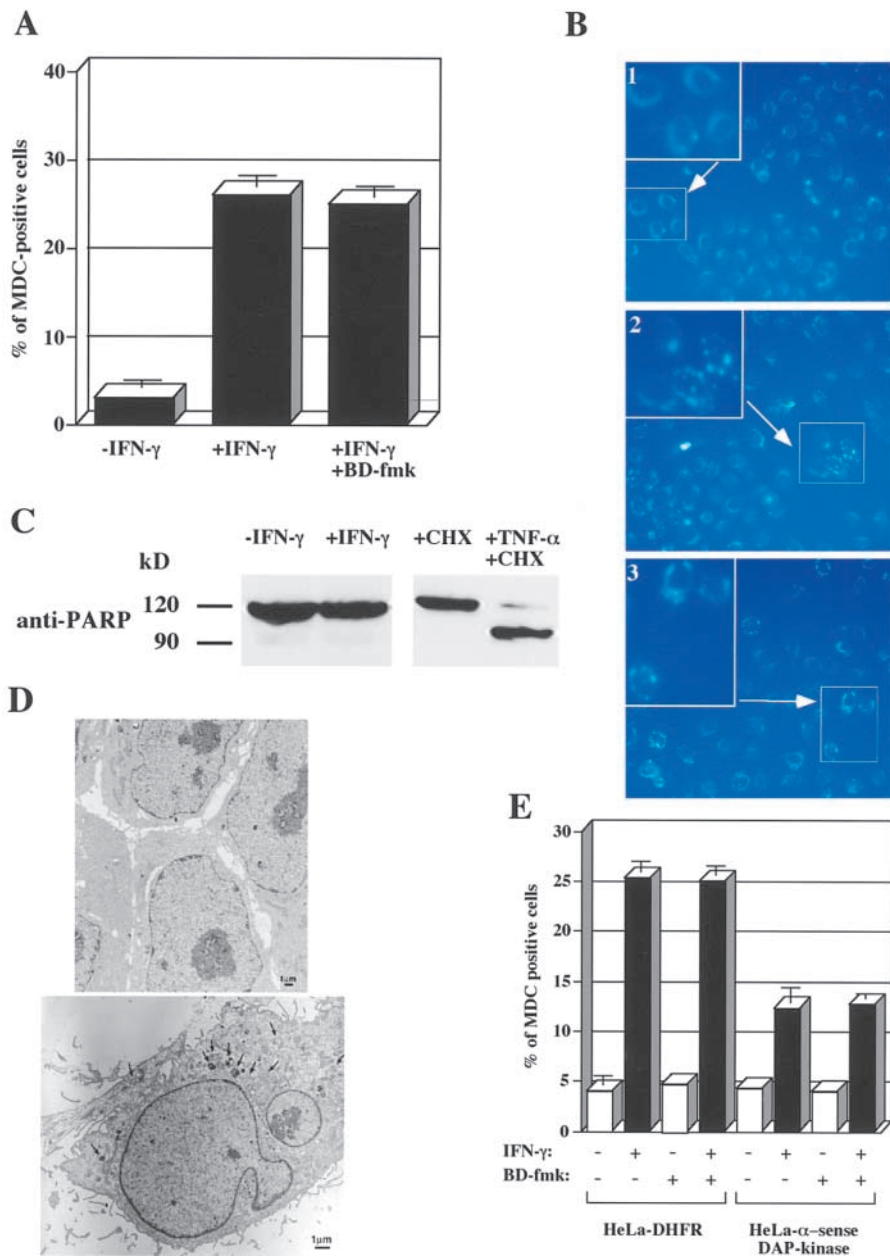 A
% of MDC-positive cells
40
30
20
10
0
-IFN-γ
+IFN-γ
+IFN-γ
+BD-fmk
B
1
2
3
C
-IFN-γ +IFN-γ +CHX +TNF-α
+CHX
kD
anti-PARP
120
90
D
1µm
1µm
E
% of MDC positive cells
30
25
20
15
10
5
0
IFN-γ: - + - + - + - +
BD-fmk: - - + + - - + +
HeLa-DHFR
HeLa-α–sense
DAP-kinase